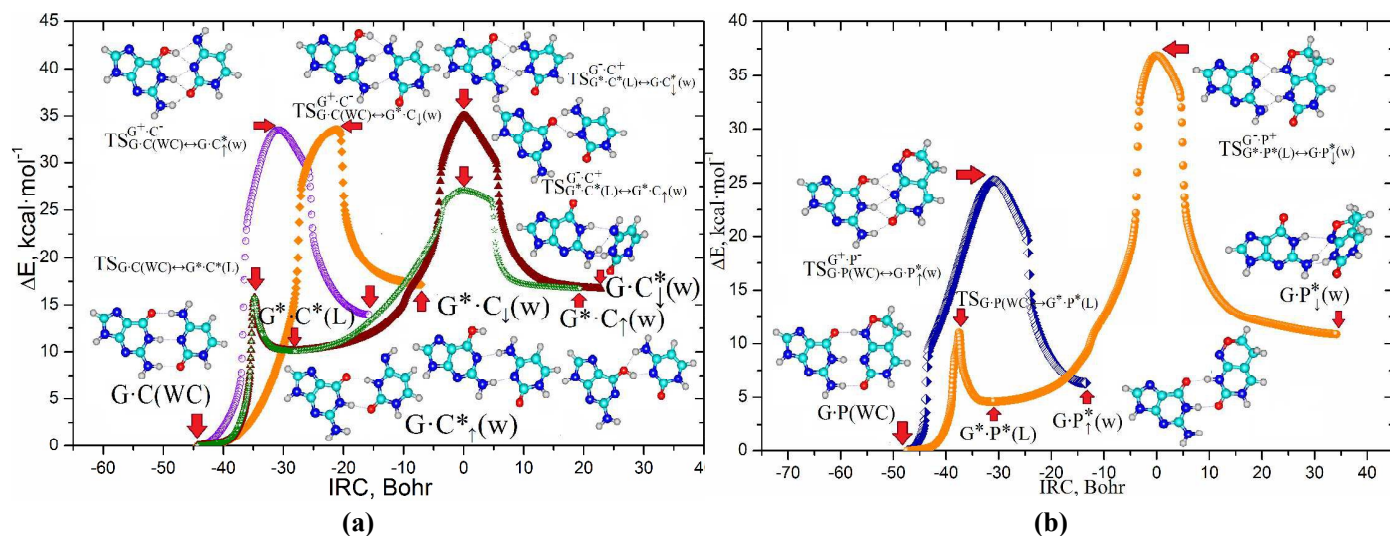 45
40
35
30
25
20
15
10
5
0
ΔE, kcal·mol⁻¹
-60 -50 -40 -30 -20 -10 0 10 20 30 40
IRC, Bohr
TS G⁺·C⁻ G·C(WC)↔G·C*↑(w)
TS G⁺·C⁻ G·C(WC)↔G*·C↓(w)
TS G⁻·C⁺ G*·C*(L)↔G·C*↓(w)
TS G⁻·C⁺ G*·C*(L)↔G*·C↑(w)
TS G·C(WC)↔G*·C*(L)
G*·C*(L)
G·C(WC)
G*·C↓(w)
G·C*↓(w)
G*·C↑(w)
G·C*↑(w)
(a)
40
35
30
25
20
15
10
5
0
ΔE, kcal·mol⁻¹
-70 -60 -50 -40 -30 -20 -10 0 10 20 30 40
IRC, Bohr
TS G⁻·P⁺ G*·P*(L)↔G·P*↓(w)
TS G⁺·P⁻ G·P(WC)↔G·P*↑(w)
TS G·P(WC)↔G*·P*(L)
G·P*↓(w)
G·P(WC)
G*·P*(L)
G·P*↑(w)
(b)